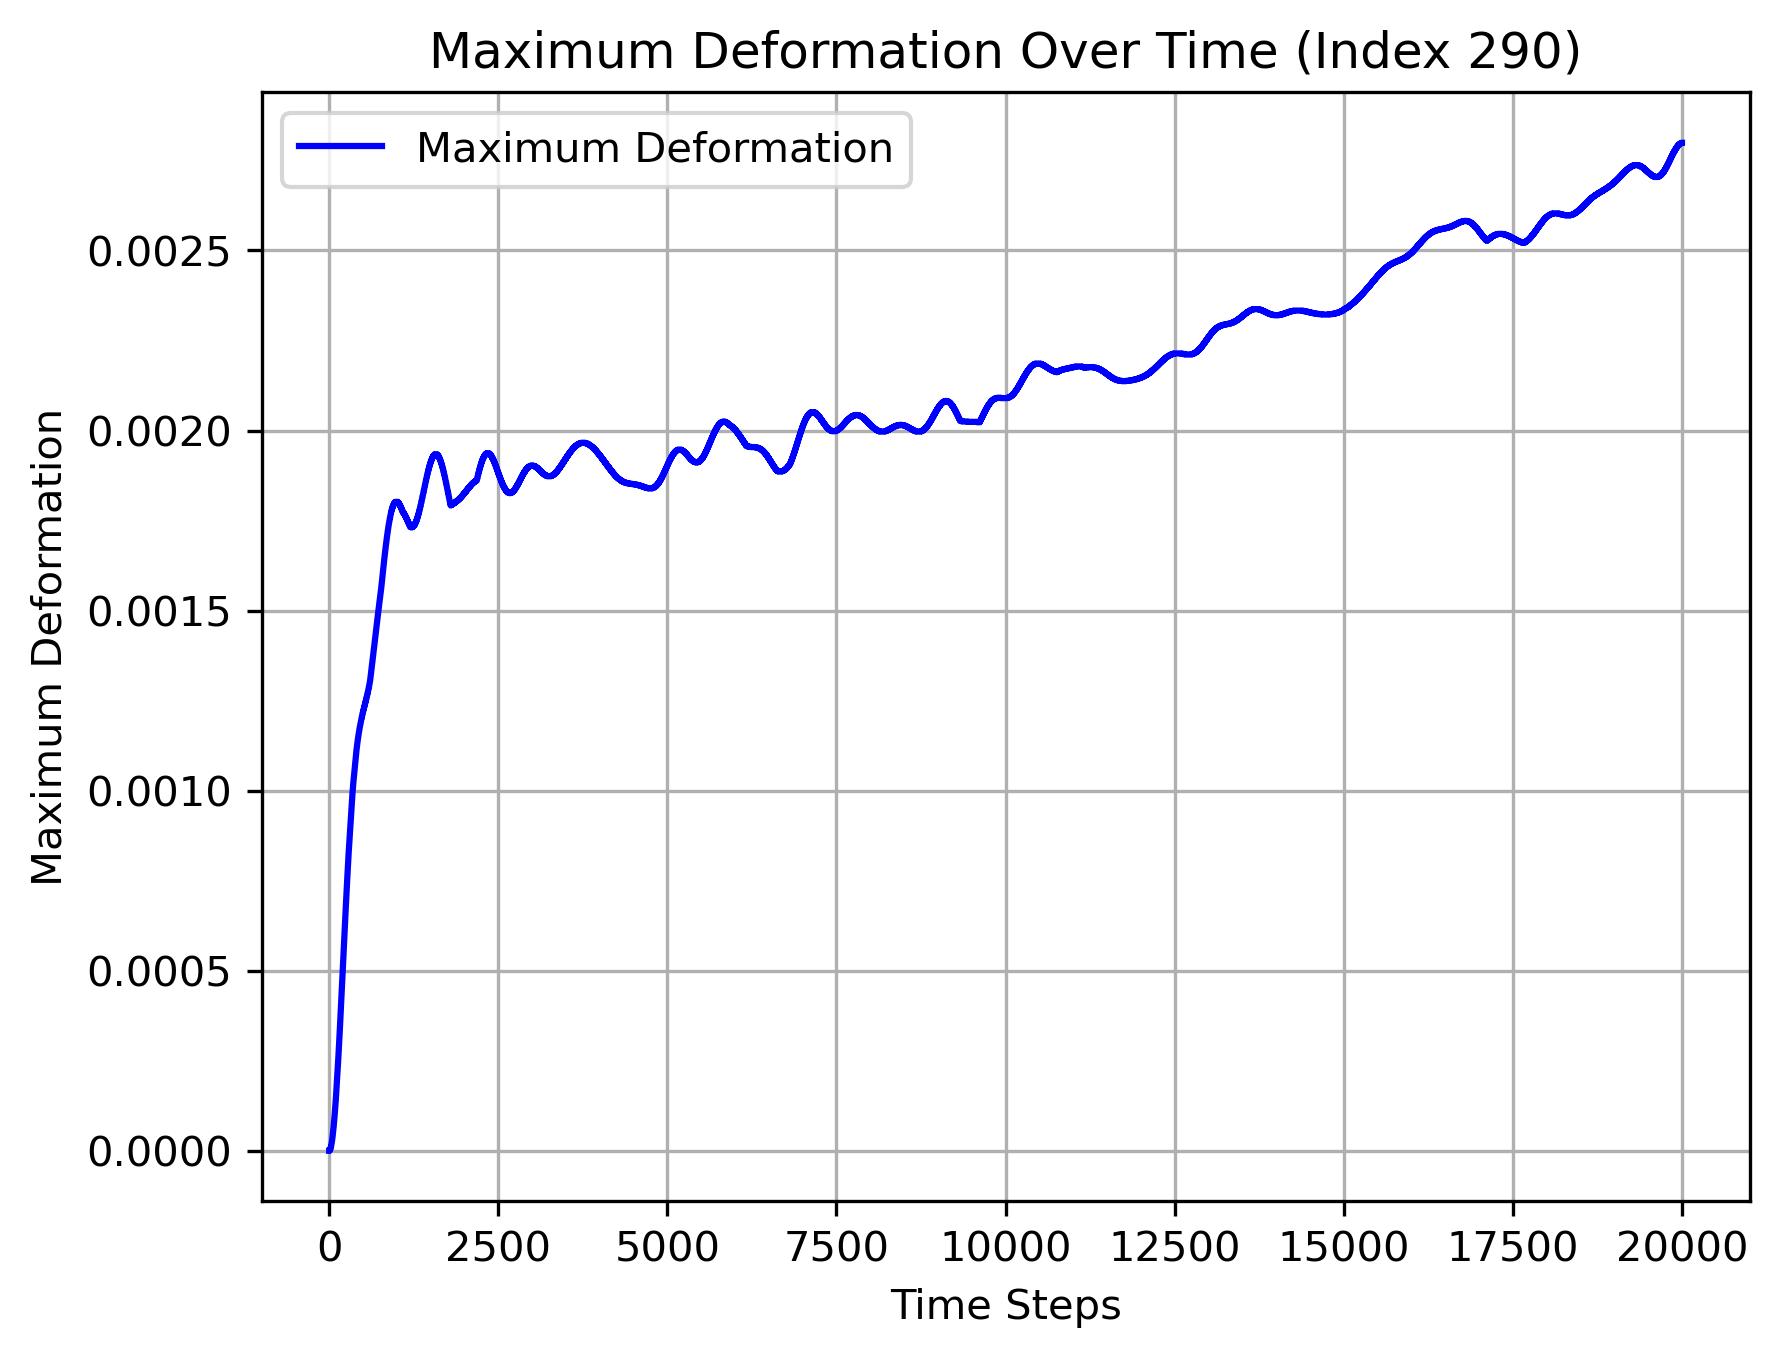 Maximum Deformation Over Time (Index 290)
Maximum Deformation
Maximum Deformation
0.0025
0.0020
0.0015
0.0010
0.0005
0.0000
0 2500 5000 7500 10000 12500 15000 17500 20000
Time Steps